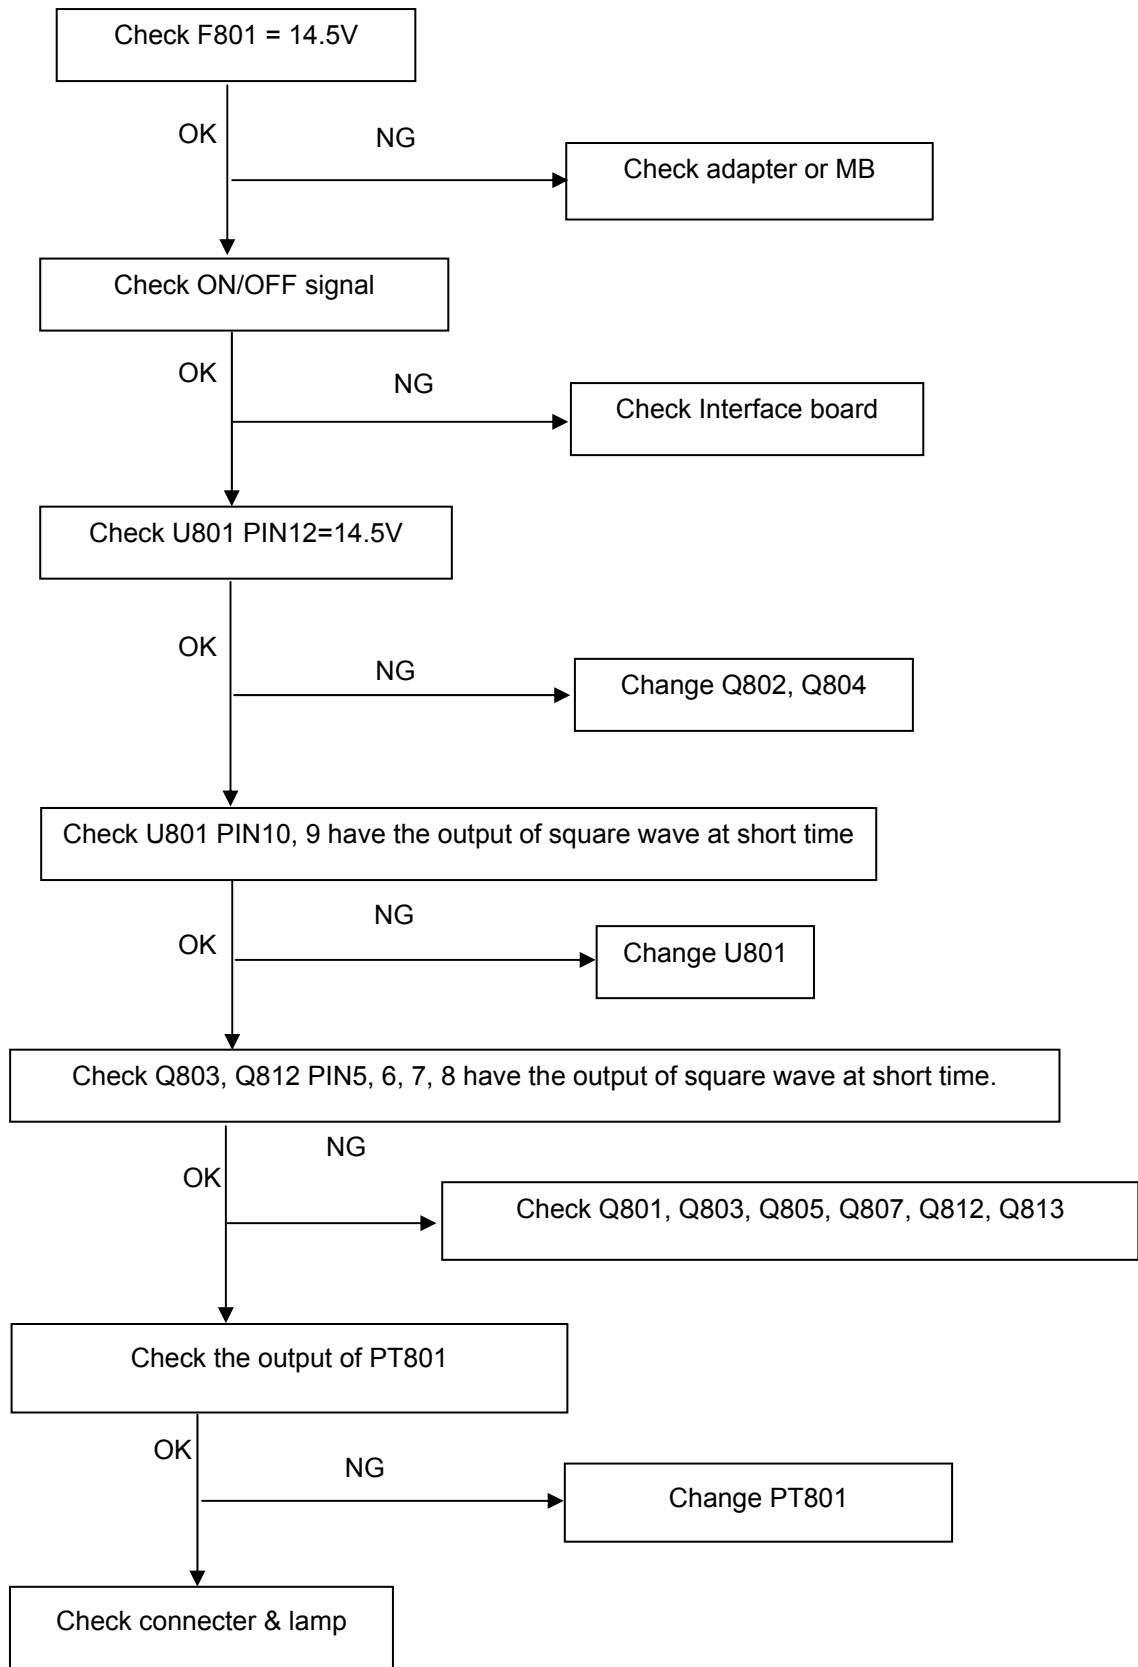 Check F801 = 14.5V
OK
NG
Check adapter or MB
Check ON/OFF signal
OK
NG
Check Interface board
Check U801 PIN12=14.5V
OK
NG
Change Q802, Q804
Check U801 PIN10, 9 have the output of square wave at short time
NG
OK
Change U801
Check Q803, Q812 PIN5, 6, 7, 8 have the output of square wave at short time.
NG
OK
Check Q801, Q803, Q805, Q807, Q812, Q813
Check the output of PT801
OK
NG
Change PT801
Check connecter & lamp